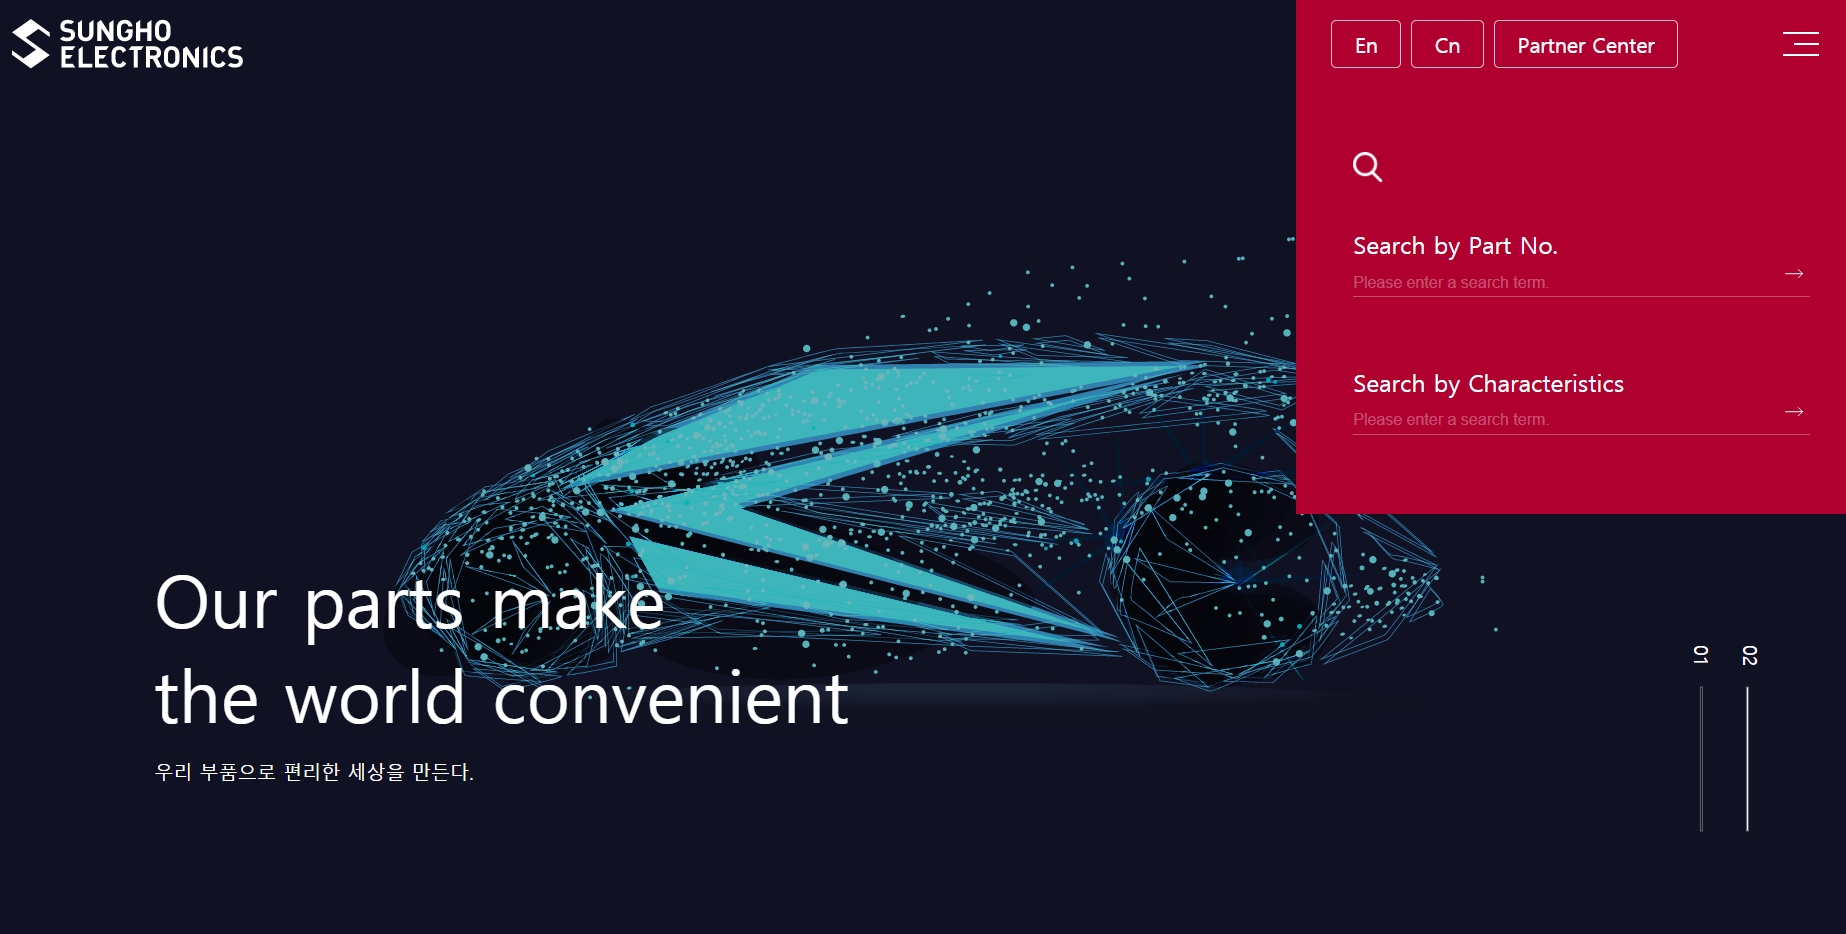 SUNGHO
ELECTRONICS
En
Cn
Partner Center
Search by Part No.
Please enter a search term.
Search by Characteristics
Please enter a search term.
Our parts make
the world convenient
우리 부품으로 편리한 세상을 만든다.
01
02